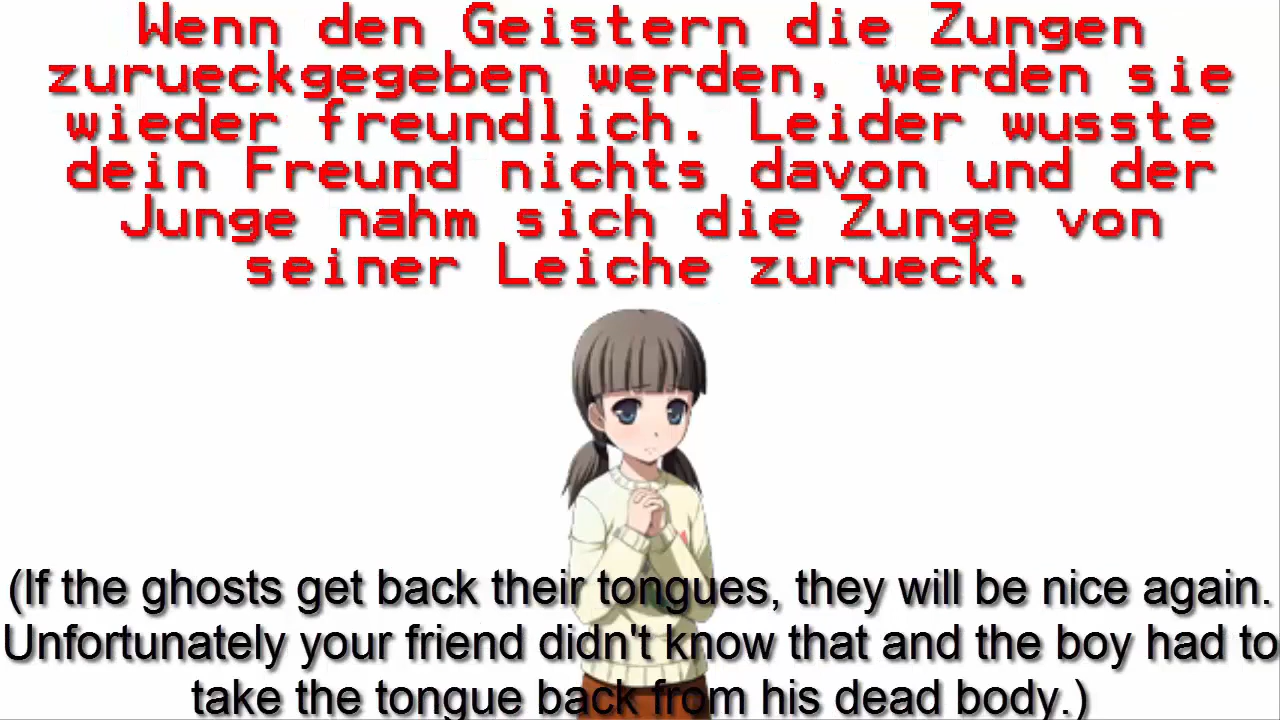 Wenn den Geistern die Zungen
zurueckgegeben werden, werden sie
wieder freundlich. Leider wusste
dein Freund nichts davon und der
Junge nahm sich die Zunge von
seiner Leiche zurueck.
(If the ghosts get back their tongues, they will be nice again.
Unfortunately your friend didn't know that and the boy had to
take the tongue back from his dead body.)